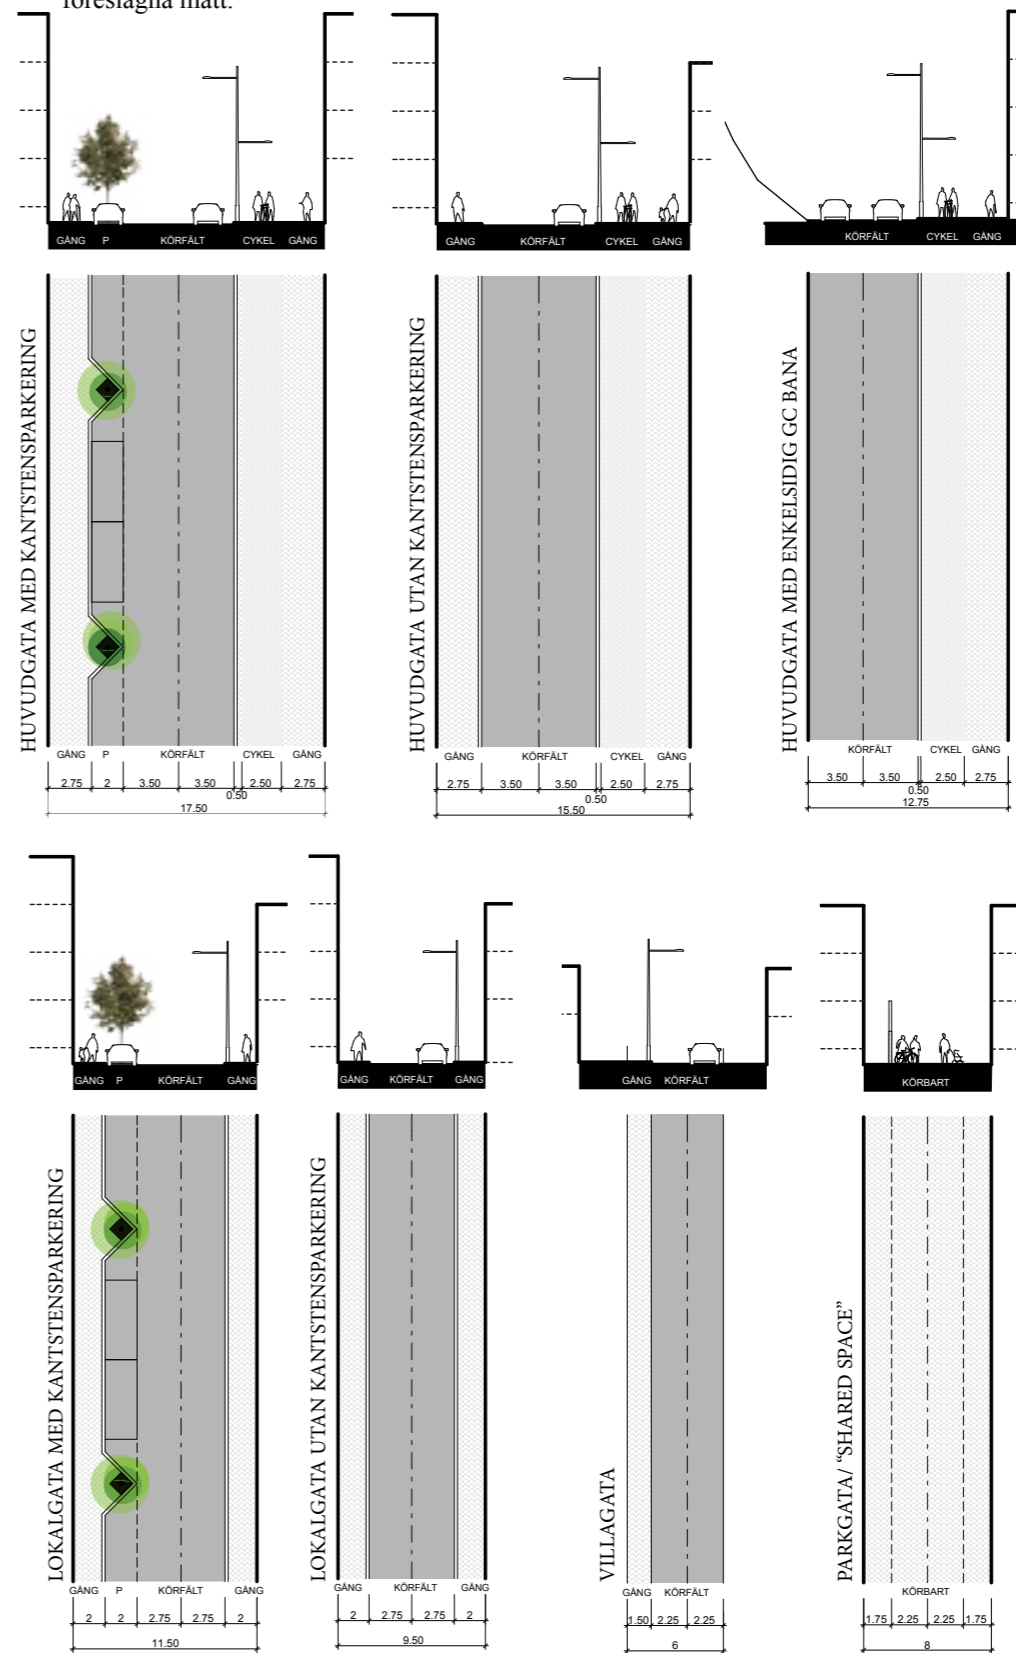 föreslagna mått.
GÅNG P KÖRFÄLT CYKEL GÅNG
HUVUDGATA MED KANTSTENSPARKERING
GÅNG P KÖRFÄLT CYKEL GÅNG
2.75 2 3.50 3.50 2.50 2.75
0.50
17.50
GÅNG KÖRFÄLT CYKEL GÅNG
HUVUDGATA UTAN KANTSTENSPARKERING
GÅNG KÖRFÄLT CYKEL GÅNG
2.75 3.50 3.50 2.50 2.75
0.50
15.50
KÖRFÄLT CYKEL GÅNG
HUVUDGATA MED ENKELSIDIG GC BANA
KÖRFÄLT CYKEL GÅNG
3.50 3.50 2.50 2.75
0.50
12.75
GÅNG P KÖRFÄLT GÅNG
LOKALGATA MED KANTSTENSPARKERING
GÅNG P KÖRFÄLT GÅNG
2 2 2.75 2.75 2
11.50
GÅNG KÖRFÄLT GÅNG
LOKALGATA UTAN KANTSTENSPARKERING
GÅNG KÖRFÄLT GÅNG
2 2.75 2.75 2
9.50
GÅNG KÖRFÄLT
VILLAGATA
GÅNG KÖRFÄLT
1.50 2.25 2.25
6
KÖRBART
PARKGATA/ “SHARED SPACE”
KÖRBART
1.75 2.25 2.25 1.75
8